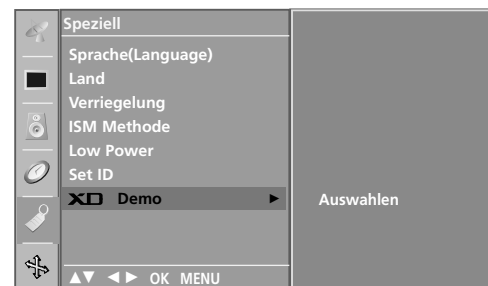 Speziell
Sprache(Language)
Land
Verriegelung
ISM Methode
Low Power
Set ID
XD Demo ► Auswahlen
▲▼ ◄► OK MENU